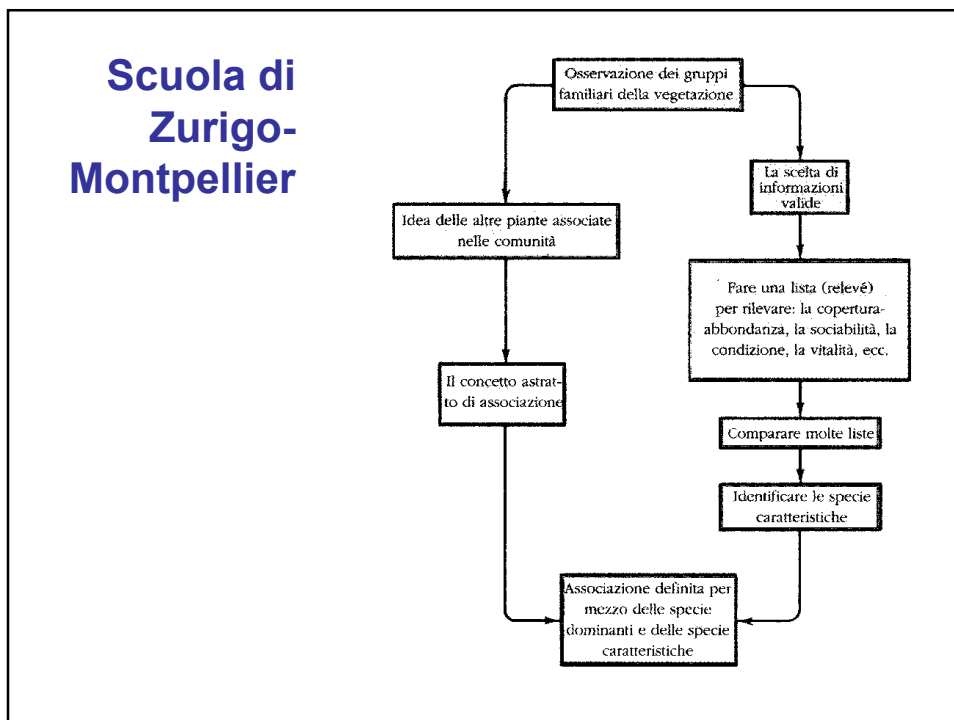 Scuola di
Zurigo-
Montpellier
Osservazione dei gruppi
familiari della vegetazione
La scelta di
informazioni
valide
Idea delle altre piante associate
nelle comunità
Fare una lista (relevé)
per rilevare: la copertura-
abbondanza, la sociabilità, la
condizione, la vitalità, ecc.
Il concetto astrat-
to di associazione
Comparare molte liste
Identificare le specie
caratteristiche
Associazione definita per
mezzo delle specie
dominanti e delle specie
caratteristiche